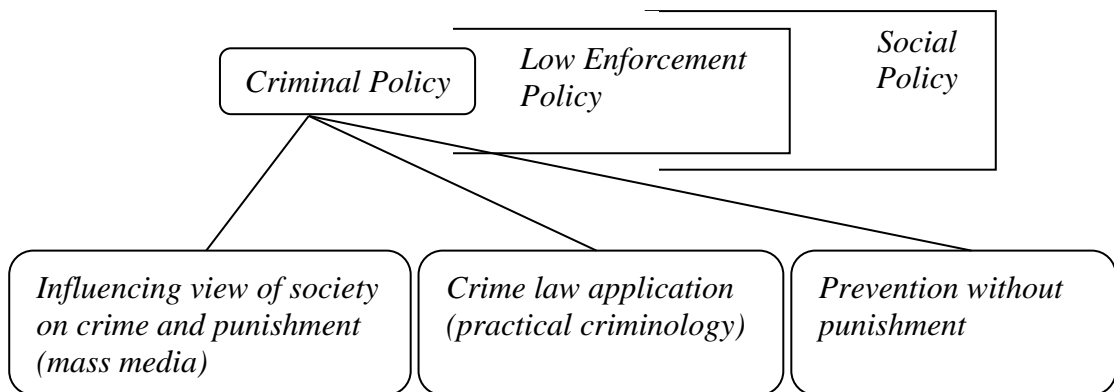 Criminal Policy
Low Enforcement
Policy
Social
Policy
Influencing view of society
on crime and punishment
(mass media)
Crime law application
(practical criminology)
Prevention without
punishment